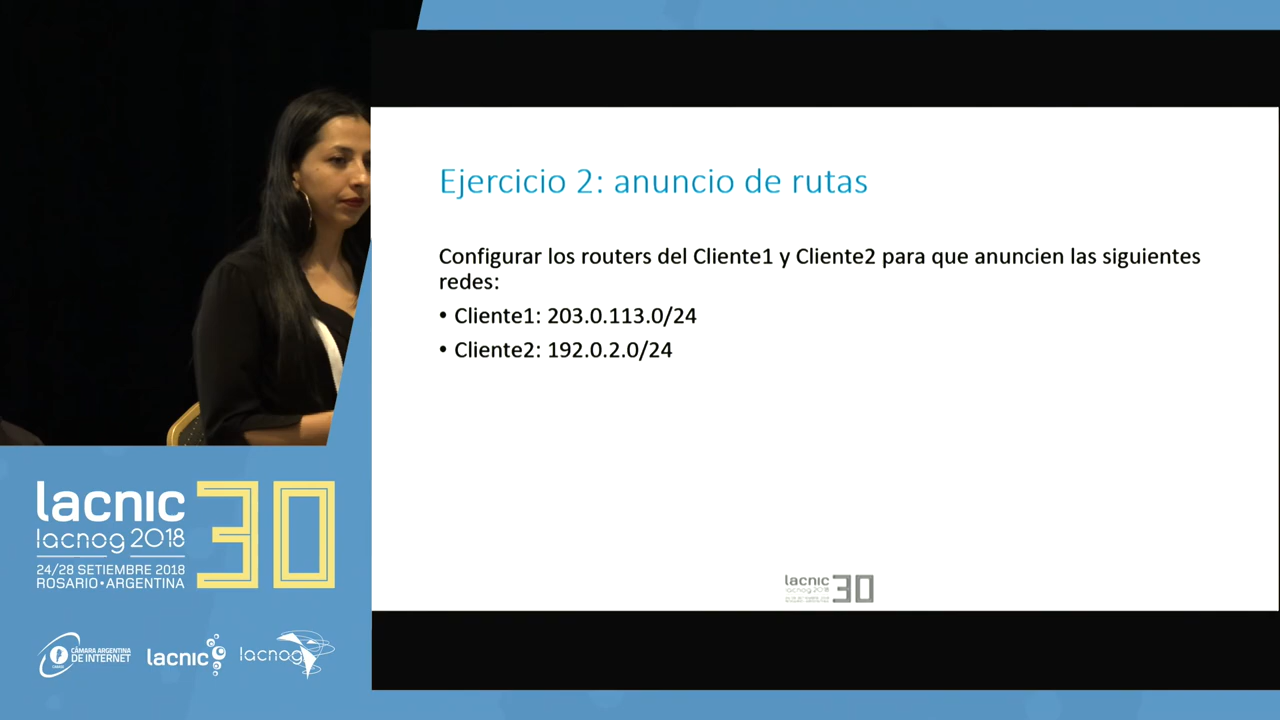 Ejercicio 2: anuncio de rutas
Configurar los routers del Cliente1 y Cliente2 para que anuncien las siguientes
redes:
• Cliente1: 203.0.113.0/24
• Cliente2: 192.0.2.0/24
lacnic 30
lacnog 2018
lacnic 30
lacnog 2018
24/28 SETIEMBRE 2018
ROSARIO • ARGENTINA
CÁMARA ARGENTINA
DE INTERNET
lacnic
lacnog